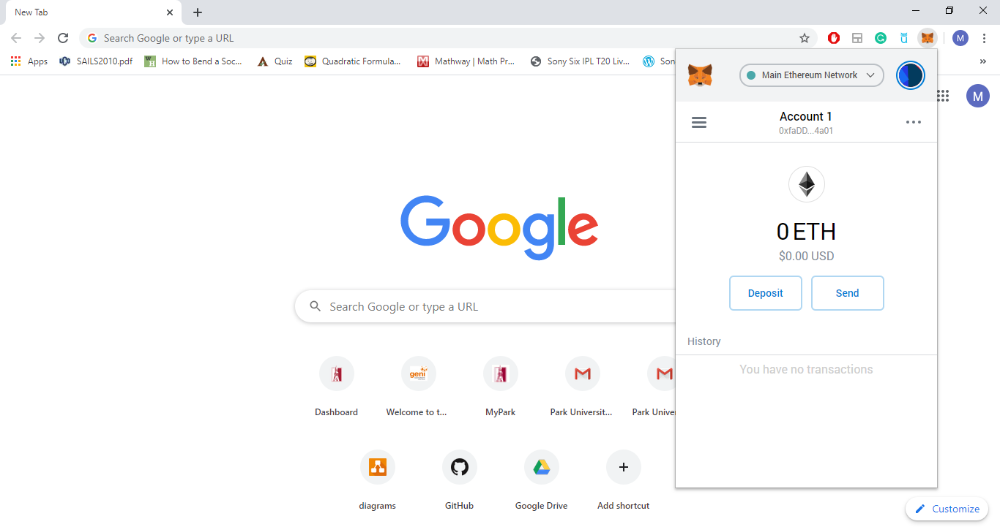 New Tab
Search Google or type a URL
M
Apps
SAILS2010.pdf
How to Bend a Soc...
Quiz
Quadratic Formula...
Mathway | Math Pr...
Sony Six IPL T20 Liv...
Son
»
Main Ethereum Network
M
Account 1
0xfaDD...4a01
0 ETH
$0.00 USD
Deposit
Send
History
You have no transactions
Google
Search Google or type a URL
geni
Dashboard
Welcome to t...
MyPark
Park Universit...
Park Unive
diagrams
GitHub
Google Drive
Add shortcut
Customize